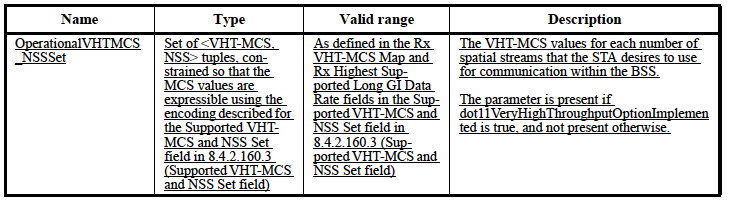 Name
Type
Valid range
Description
OperationalVHTMCS
_NSSSet
Set of <VHT-MCS,
NSS> tuples, con-
strained so that the
MCS values are
expressible using the
encoding described for
the Supported VHT-
MCS and NSS Set
field in 8.4.2.160.3
(Supported VHT-MCS
and NSS Set field)
As defined in the Rx
VHT-MCS Map and
Rx Highest Sup-
ported Long GI Data
Rate fields in the Sup-
ported VHT-MCS and
NSS Set field in
8.4.2.160.3 (Sup-
ported VHT-MCS and
NSS Set field)
The VHT-MCS values for each number of
spatial streams that the STA desires to use
for communication within the BSS.
The parameter is present if
dot11VeryHighThroughputOptionImplemen
ted is true, and not present otherwise.